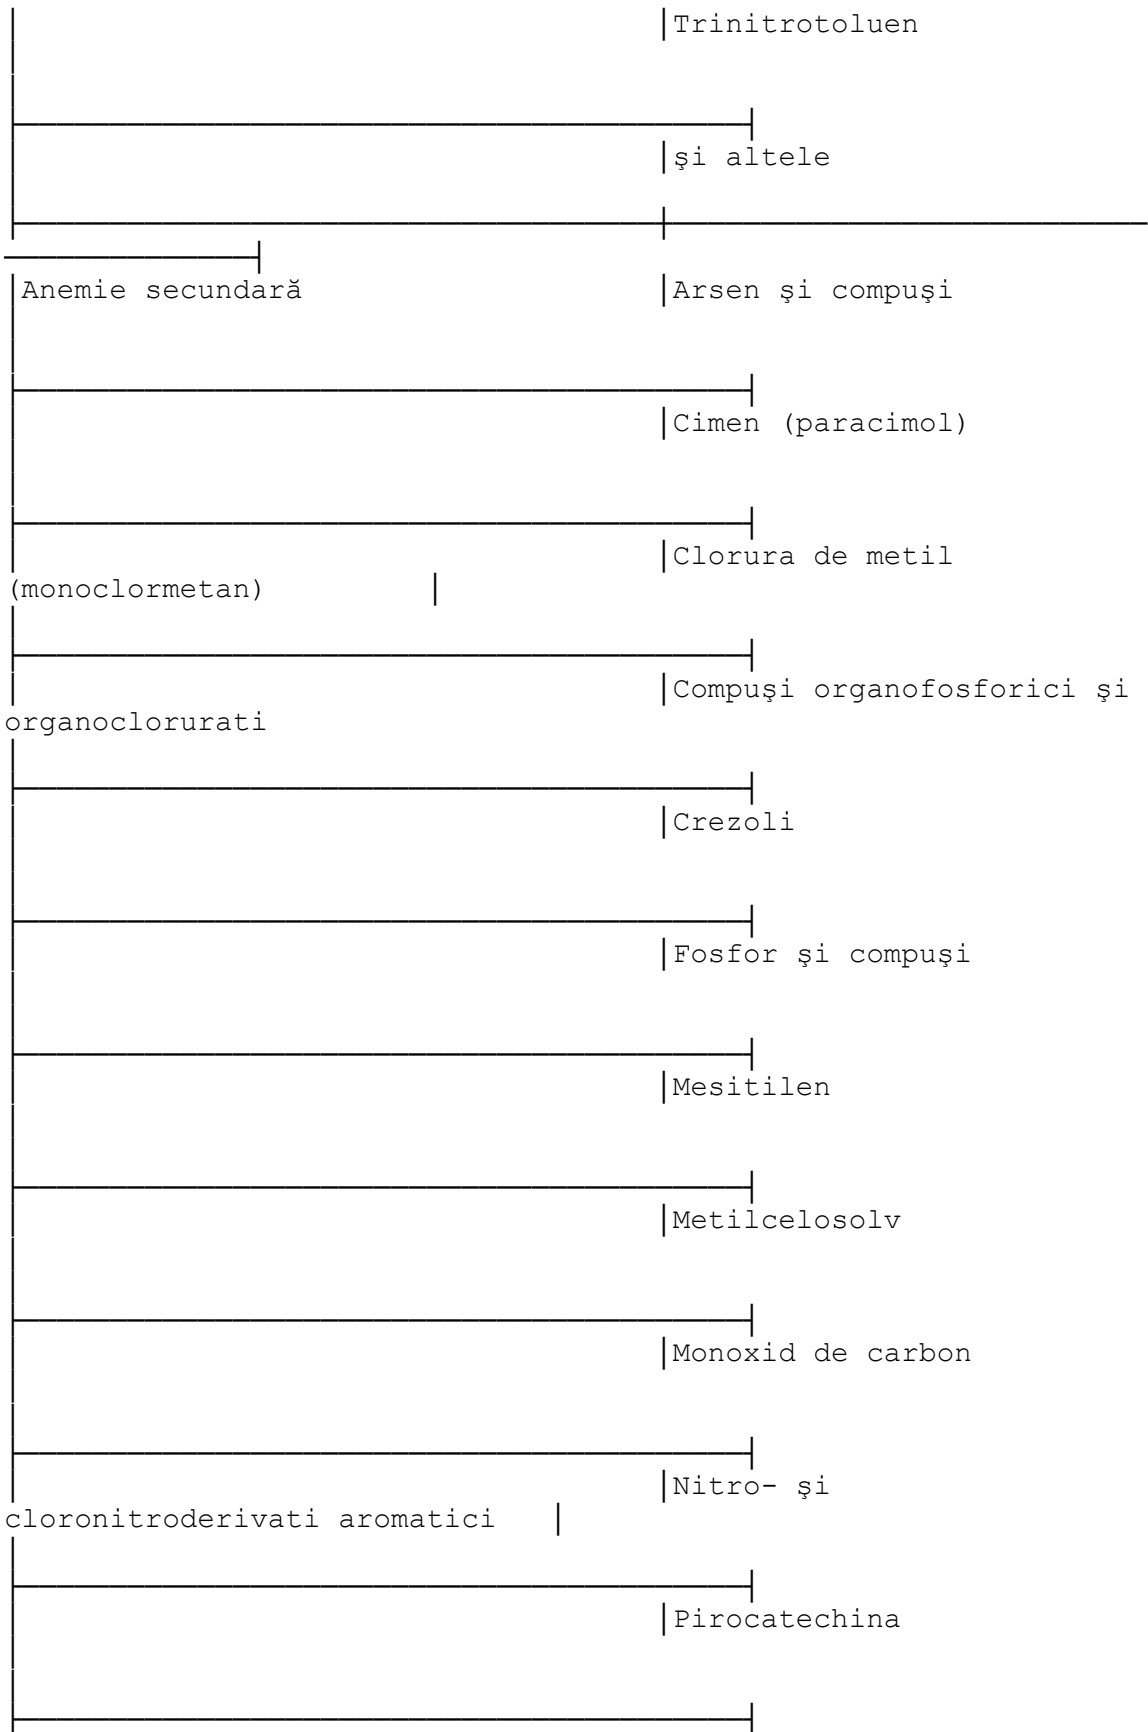 Trinitrotoluen
şi altele
Anemie secundară Arsen şi compuşi
Cimen (paracimol)
Clorura de metil
(monoclormetan)
Compuşi organofosforici şi
organoclorurati
Crezoli
Fosfor şi compuşi
Mesitilen
Metilcelosolv
Monoxid de carbon
Nitro- şi
cloronitroderivati aromatici
Pirocatechina